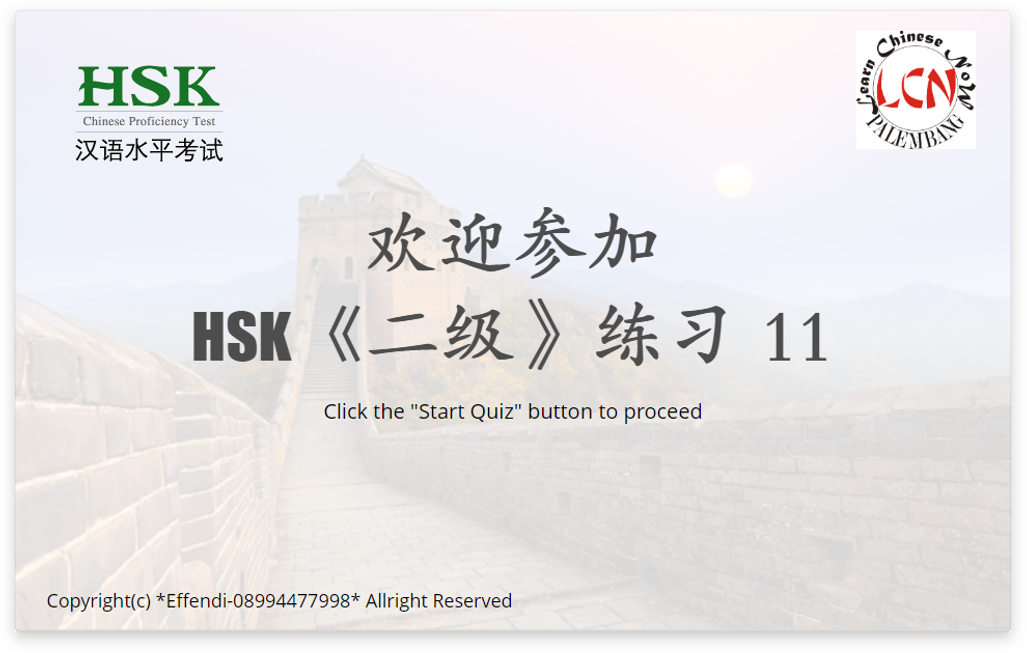 HSK
Chinese Proficiency Test
汉语水平考试
Learn Chinese Now
LCN
PALEMBANG
欢迎参加
HSK《二级》练习 11
Click the "Start Quiz" button to proceed
Copyright(c) *Effendi-08994477998* Allright Reserved